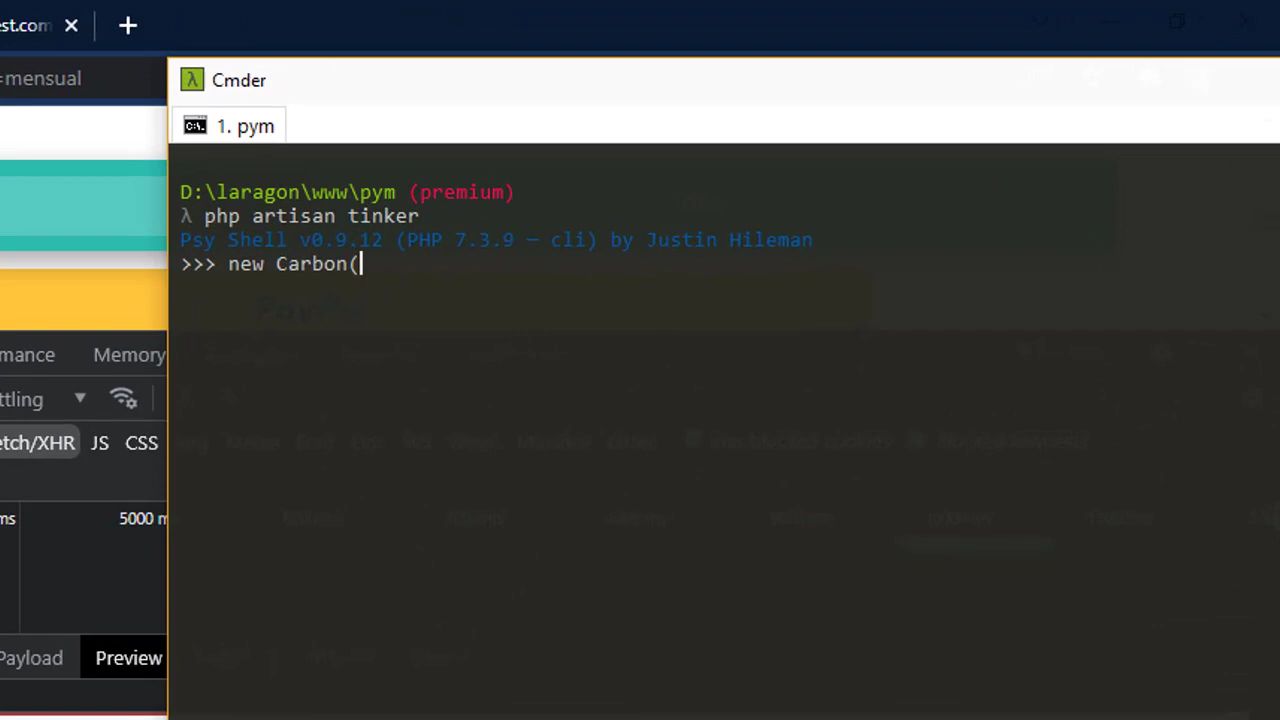 est.com
=mensual
Cmder
1. pym
D:\laragon\www\pym (premium)
λ php artisan tinker
Psy Shell v0.9.12 (PHP 7.3.9 — cli) by Justin Hileman
>>> new Carbon(
mance Memory
ttling
etch/XHR JS CSS
ms 5000 m
Payload Preview